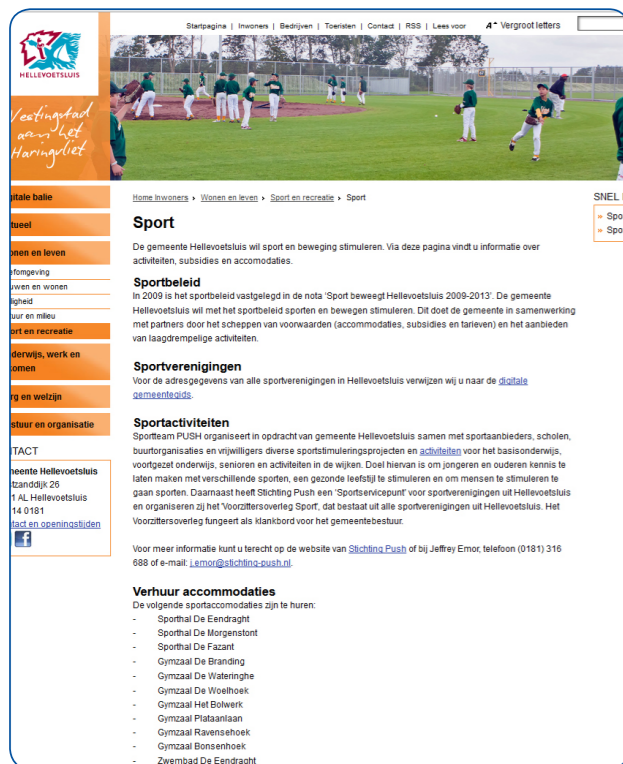 Startpagina | Inwoners | Bedrijven | Toeristen | Contact | RSS | Lees voor A Vergroot letters
HELLEVOETSLUIS
Vestingstad
aan het
Haringvliet
gitale balie
tueel
onen en leven
efomgeving
uwen en wonen
ligheid
tuur en milieu
ort en recreatie
derwijs, werk en
komen
rg en welzijn
stuur en organisatie
NTACT
meente Hellevoetsluis
tzanddijk 26
1 AL Hellevoetsluis
14 0181
ntact en openingstijden
f
Home Inwoners › Wonen en leven › Sport en recreatie › Sport
Sport
De gemeente Hellevoetsluis wil sport en beweging stimuleren. Via deze pagina vindt u informatie over
activiteiten, subsidies en accomodaties.
Sportbeleid
In 2009 is het sportbeleid vastgelegd in de nota 'Sport beweegt Hellevoetsluis 2009-2013'. De gemeente
Hellevoetsluis wil met het sportbeleid sporten en bewegen stimuleren. Dit doet de gemeente in samenwerking
met partners door het scheppen van voorwaarden (accommodaties, subsidies en tarieven) en het aanbieden
van laagdrempelige activiteiten.
Sportverenigingen
Voor de adresgegevens van alle sportverenigingen in Hellevoetsluis verwijzen wij u naar de digitale
gemeentegids.
Sportactiviteiten
Sportteam PUSH organiseert in opdracht van gemeente Hellevoetsluis samen met sportaanbieders, scholen,
buurtorganisaties en vrijwilligers diverse sportstimuleringsprojecten en activiteiten voor het basisonderwijs,
voortgezet onderwijs, senioren en activiteiten in de wijken. Doel hiervan is om jongeren en ouderen kennis te
laten maken met verschillende sporten, een gezonde leefstijl te stimuleren en om mensen te stimuleren te
gaan sporten. Daarnaast heeft Stichting Push een 'Sportservicepunt' voor sportverenigingen uit Hellevoetsluis
en organiseren zij het 'Voorzittersoverleg Sport', dat bestaat uit alle sportverenigingen uit Hellevoetsluis. Het
Voorzittersoverleg fungeert als klankbord voor het gemeentebestuur.
Voor meer informatie kunt u terecht op de website van Stichting Push of bij Jeffrey Emor, telefoon (0181) 316
688 of e-mail: j.emor@stichting-push.nl.
Verhuur accommodaties
De volgende sportaccomodaties zijn te huren:
- Sporthal De Eendraght
- Sporthal De Morgenstont
- Sporthal De Fazant
- Gymzaal De Branding
- Gymzaal De Wateringhe
- Gymzaal De Woelhoek
- Gymzaal Het Bolwerk
- Gymzaal Plataanlaan
- Gymzaal Ravensehoek
- Gymzaal Bonsenhoek
- Zwembad De Eendraght
SNEL
» Spo
» Spo